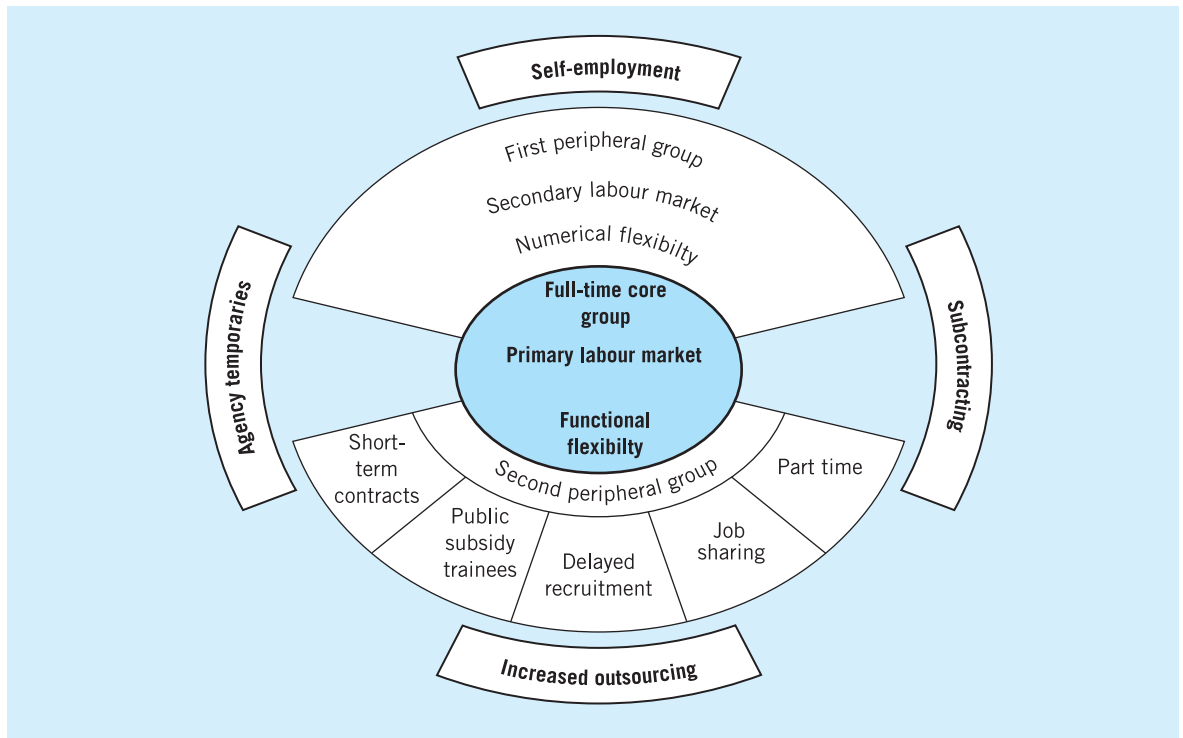 Self-employment
First peripheral group
Secondary labour market
Numerical flexibilty
Agency temporaries
Full-time core
group
Primary labour market
Functional
flexibilty
Subcontracting
Second peripheral group
Short-
term
contracts
Public
subsidy
trainees
Delayed
recruitment
Job
sharing
Part time
Increased outsourcing